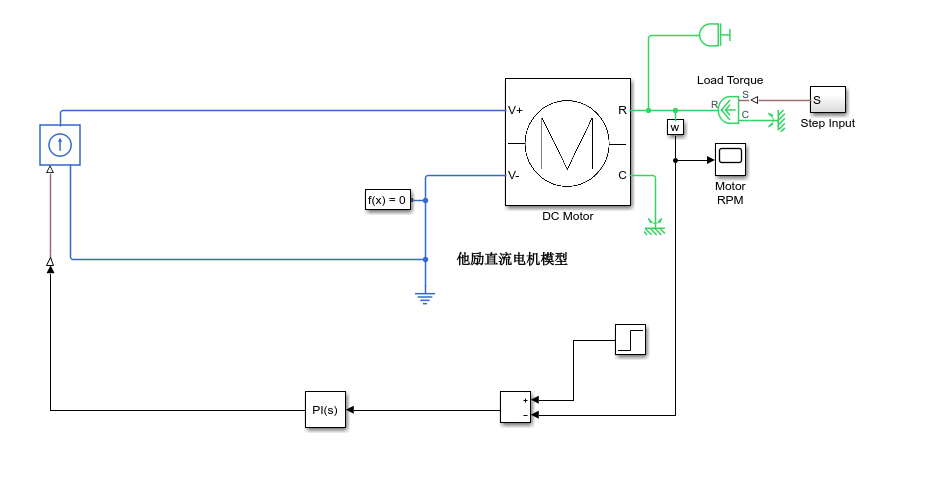 Load Torque
S
R
C
S
Step Input
V+
R
w
V-
C
Motor
RPM
f(x) = 0
DC Motor
他励直流电机模型
+
−
PI(s)